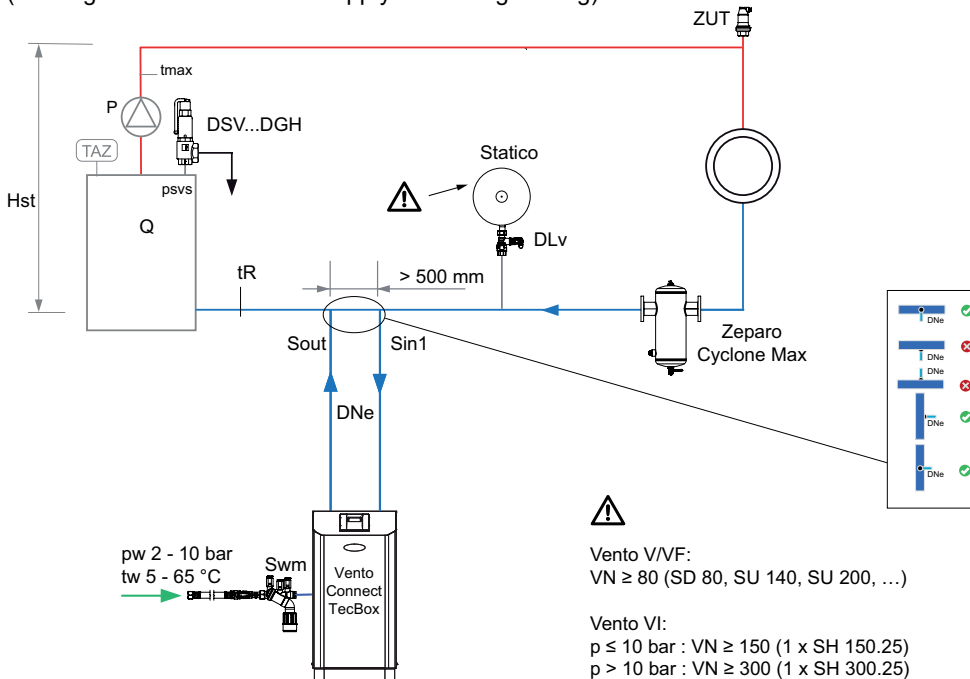 supply
ZUT
tmax
P
DSV...DGH
TAZ
Statico
psvs
Hst
Q
DLv
tR
> 500 mm
DNe
DNe
DNe
DNe
DNe
Sout
Sin1
Zeparo
Cyclone Max
DNe
pw 2 - 10 bar
tw 5 - 65 °C
Swm
Vento
Connect
TecBox
Vento V/VF:
VN ≥ 80 (SD 80, SU 140, SU 200, …)
Vento VI:
p ≤ 10 bar : VN ≥ 150 (1 x SH 150.25)
p > 10 bar : VN ≥ 300 (1 x SH 300.25)